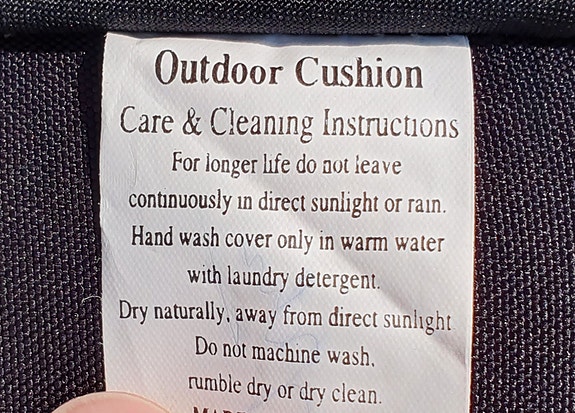 Outdoor Cushion
Care & Cleaning Instructions
For longer life do not leave
continuously in direct sunlight or rain.
Hand wash cover only in warm water
with laundry detergent.
Dry naturally, away from direct sunlight
Do not machine wash,
rumble dry or dry clean.